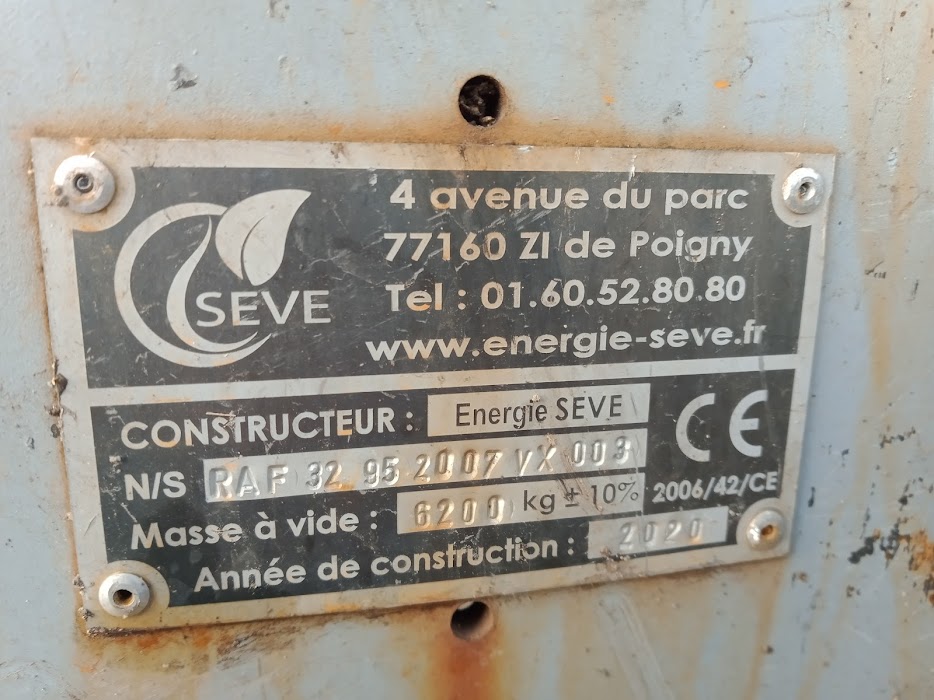 SEVE
4 avenue du parc
77160 ZI de Poigny
Tel : 01.60.52.80.80
www.energie-seve.fr
CONSTRUCTEUR : Energie SEVE
N/S RAF 32 95 2007 VX 003
Masse à vide : 6200 kg ± 10%
Année de construction : 2020
CE
2006/42/CE